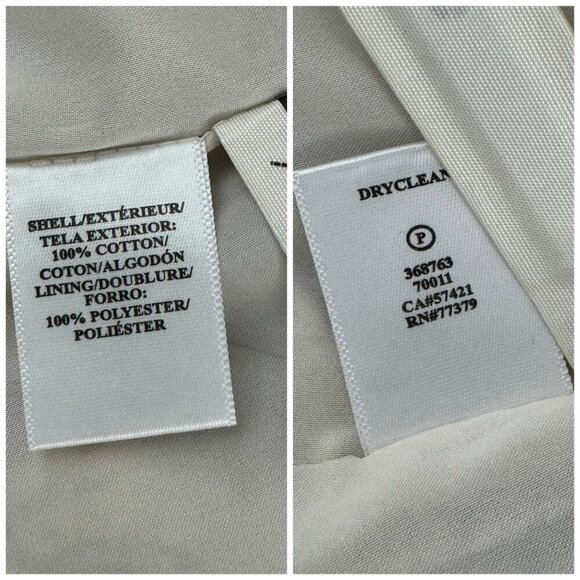 SHELL/EXTÉRIEUR/
TELA EXTERIOR:
100% COTTON/
COTON/ALGODÓN
LINING/DOUBLURE/
FORRO:
100% POLYESTER/
POLIÉSTER
DRYCLEAN
P
368763
70011
CA#57421
RN#77379